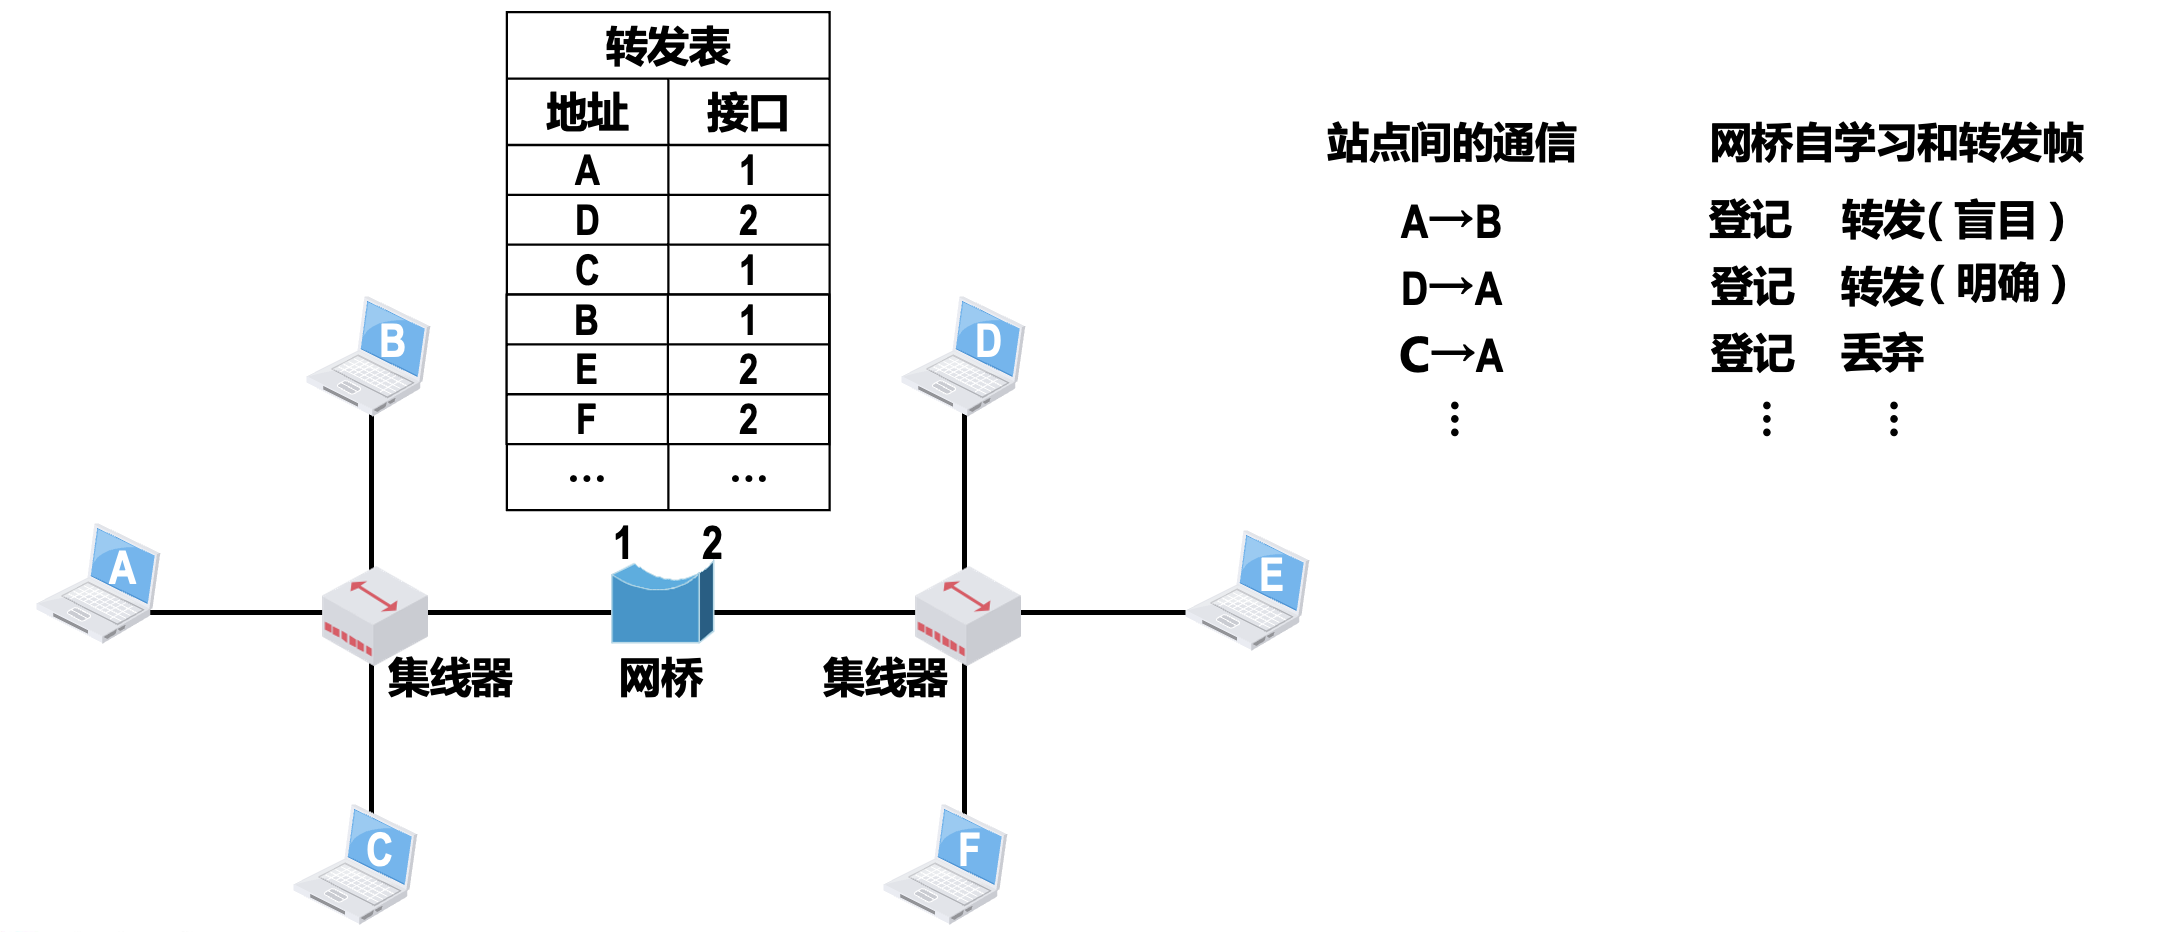 转发表
地址 接口
A 1
D 2
C 1
B 1
E 2
F 2
… …
1 2
站点间的通信 网桥自学习和转发帧
A→B 登记 转发(盲目)
D→A 登记 转发(明确)
C→A 登记 丢弃
⋮ ⋮ ⋮
B
D
A
E
集线器 网桥 集线器
C
F